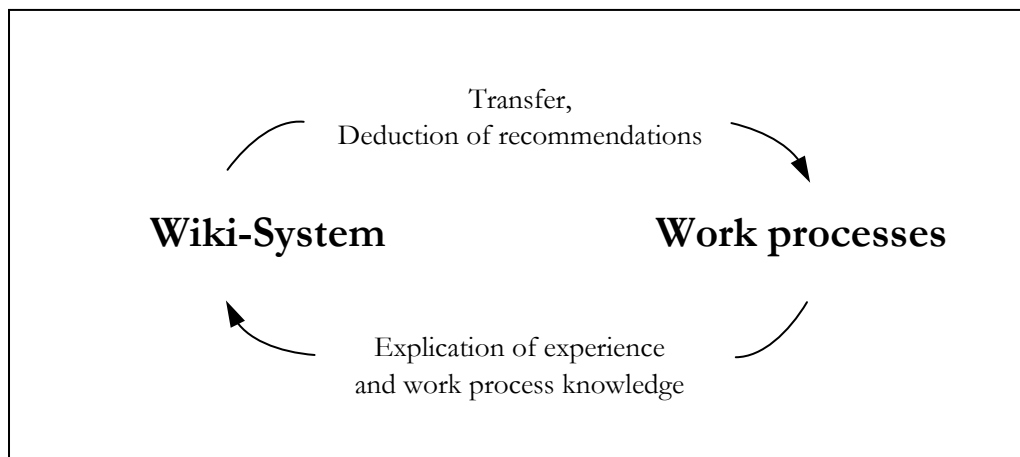 Transfer,
Deduction of recommendations
Wiki-System
Work processes
Explication of experience
and work process knowledge